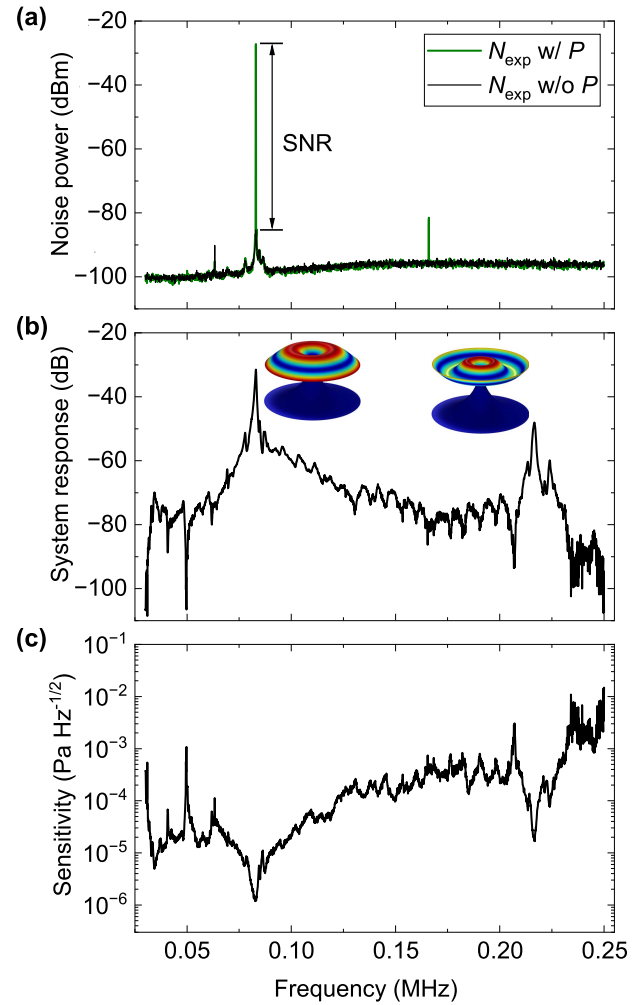 (a)
−20
−40
−60
−80
−100
Noise power (dBm)
N_exp w/ P
N_exp w/o P
SNR
(b)
−20
−40
−60
−80
−100
System response (dB)
(c)
10⁻¹
10⁻²
10⁻³
10⁻⁴
10⁻⁵
10⁻⁶
Sensitivity (Pa Hz⁻¹/²)
0.05 0.10 0.15 0.20 0.25
Frequency (MHz)